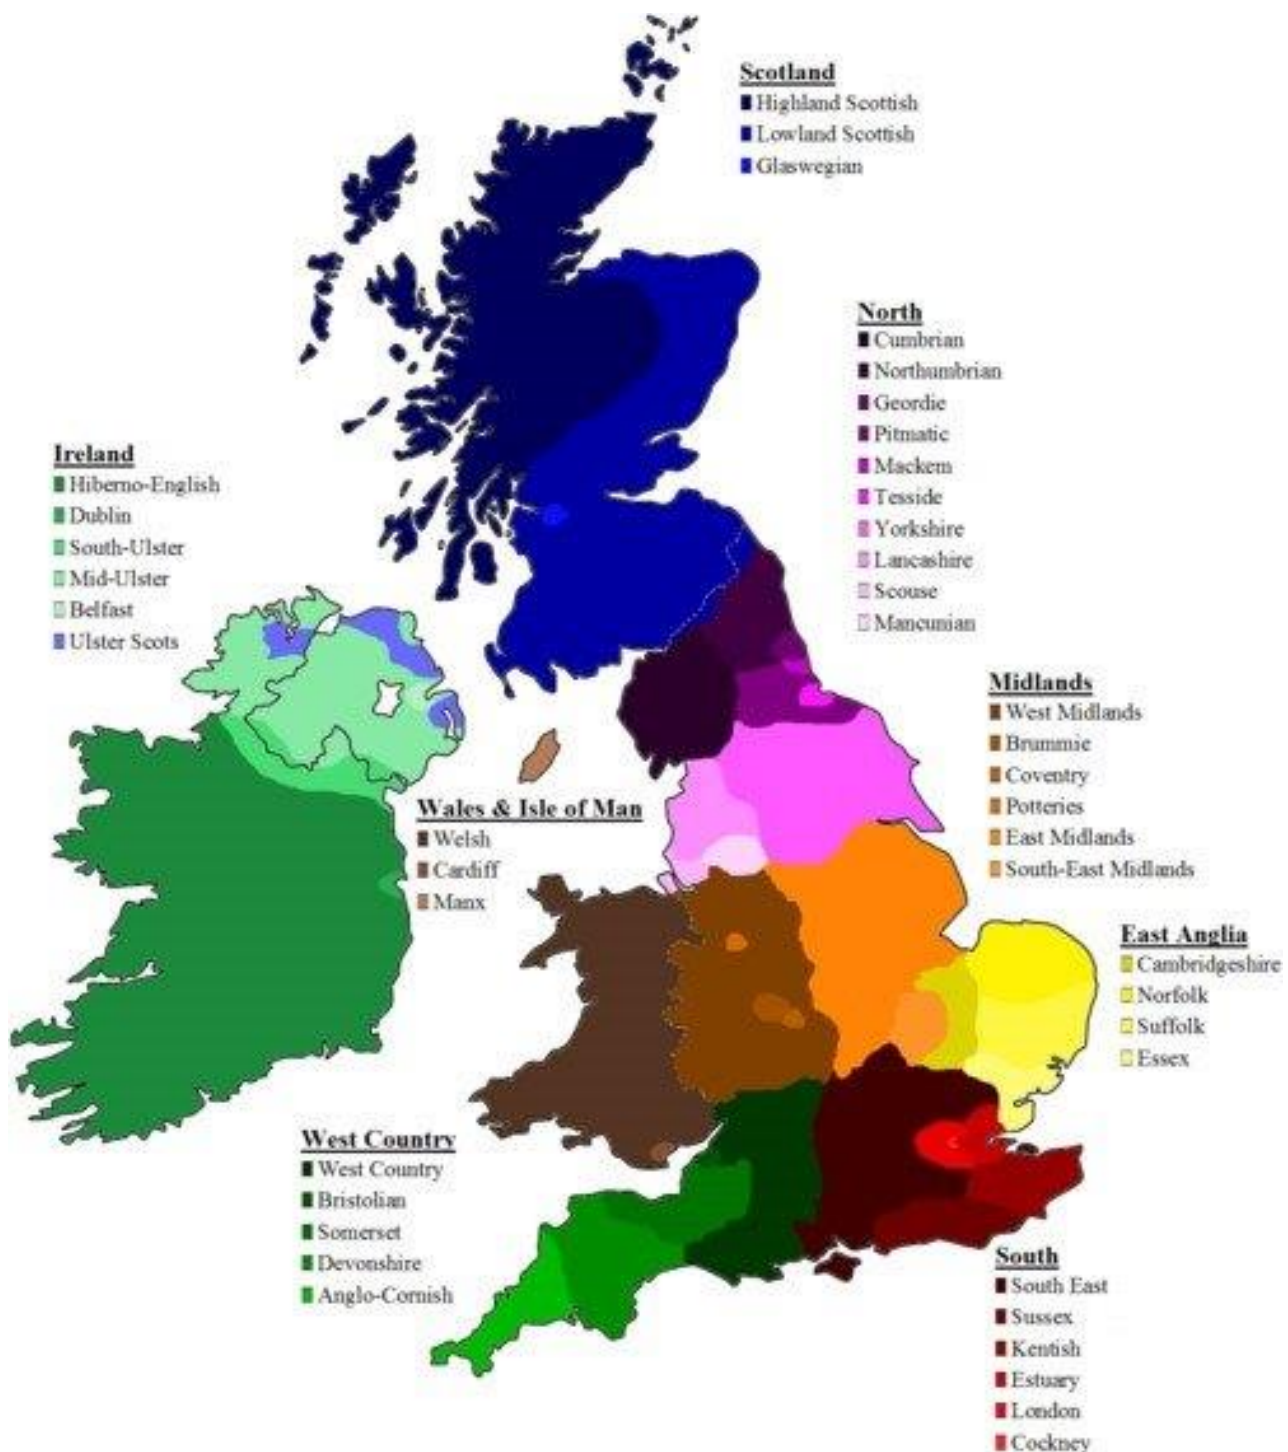 Scotland
Highland Scottish
Lowland Scottish
Glaswegian
North
Cumbrian
Northumbrian
Geordie
Pitmatic
Mackem
Tesside
Yorkshire
Lancashire
Scouse
Mancunian
Ireland
Hiberno-English
Dublin
South-Ulster
Mid-Ulster
Belfast
Ulster Scots
Midlands
West Midlands
Brummie
Coventry
Potteries
East Midlands
South-East Midlands
Wales & Isle of Man
Welsh
Cardiff
Manx
East Anglia
Cambridgeshire
Norfolk
Suffolk
Essex
West Country
West Country
Bristolian
Somerset
Devonshire
Anglo-Cornish
South
South East
Sussex
Kentish
Estuary
London
Cockney